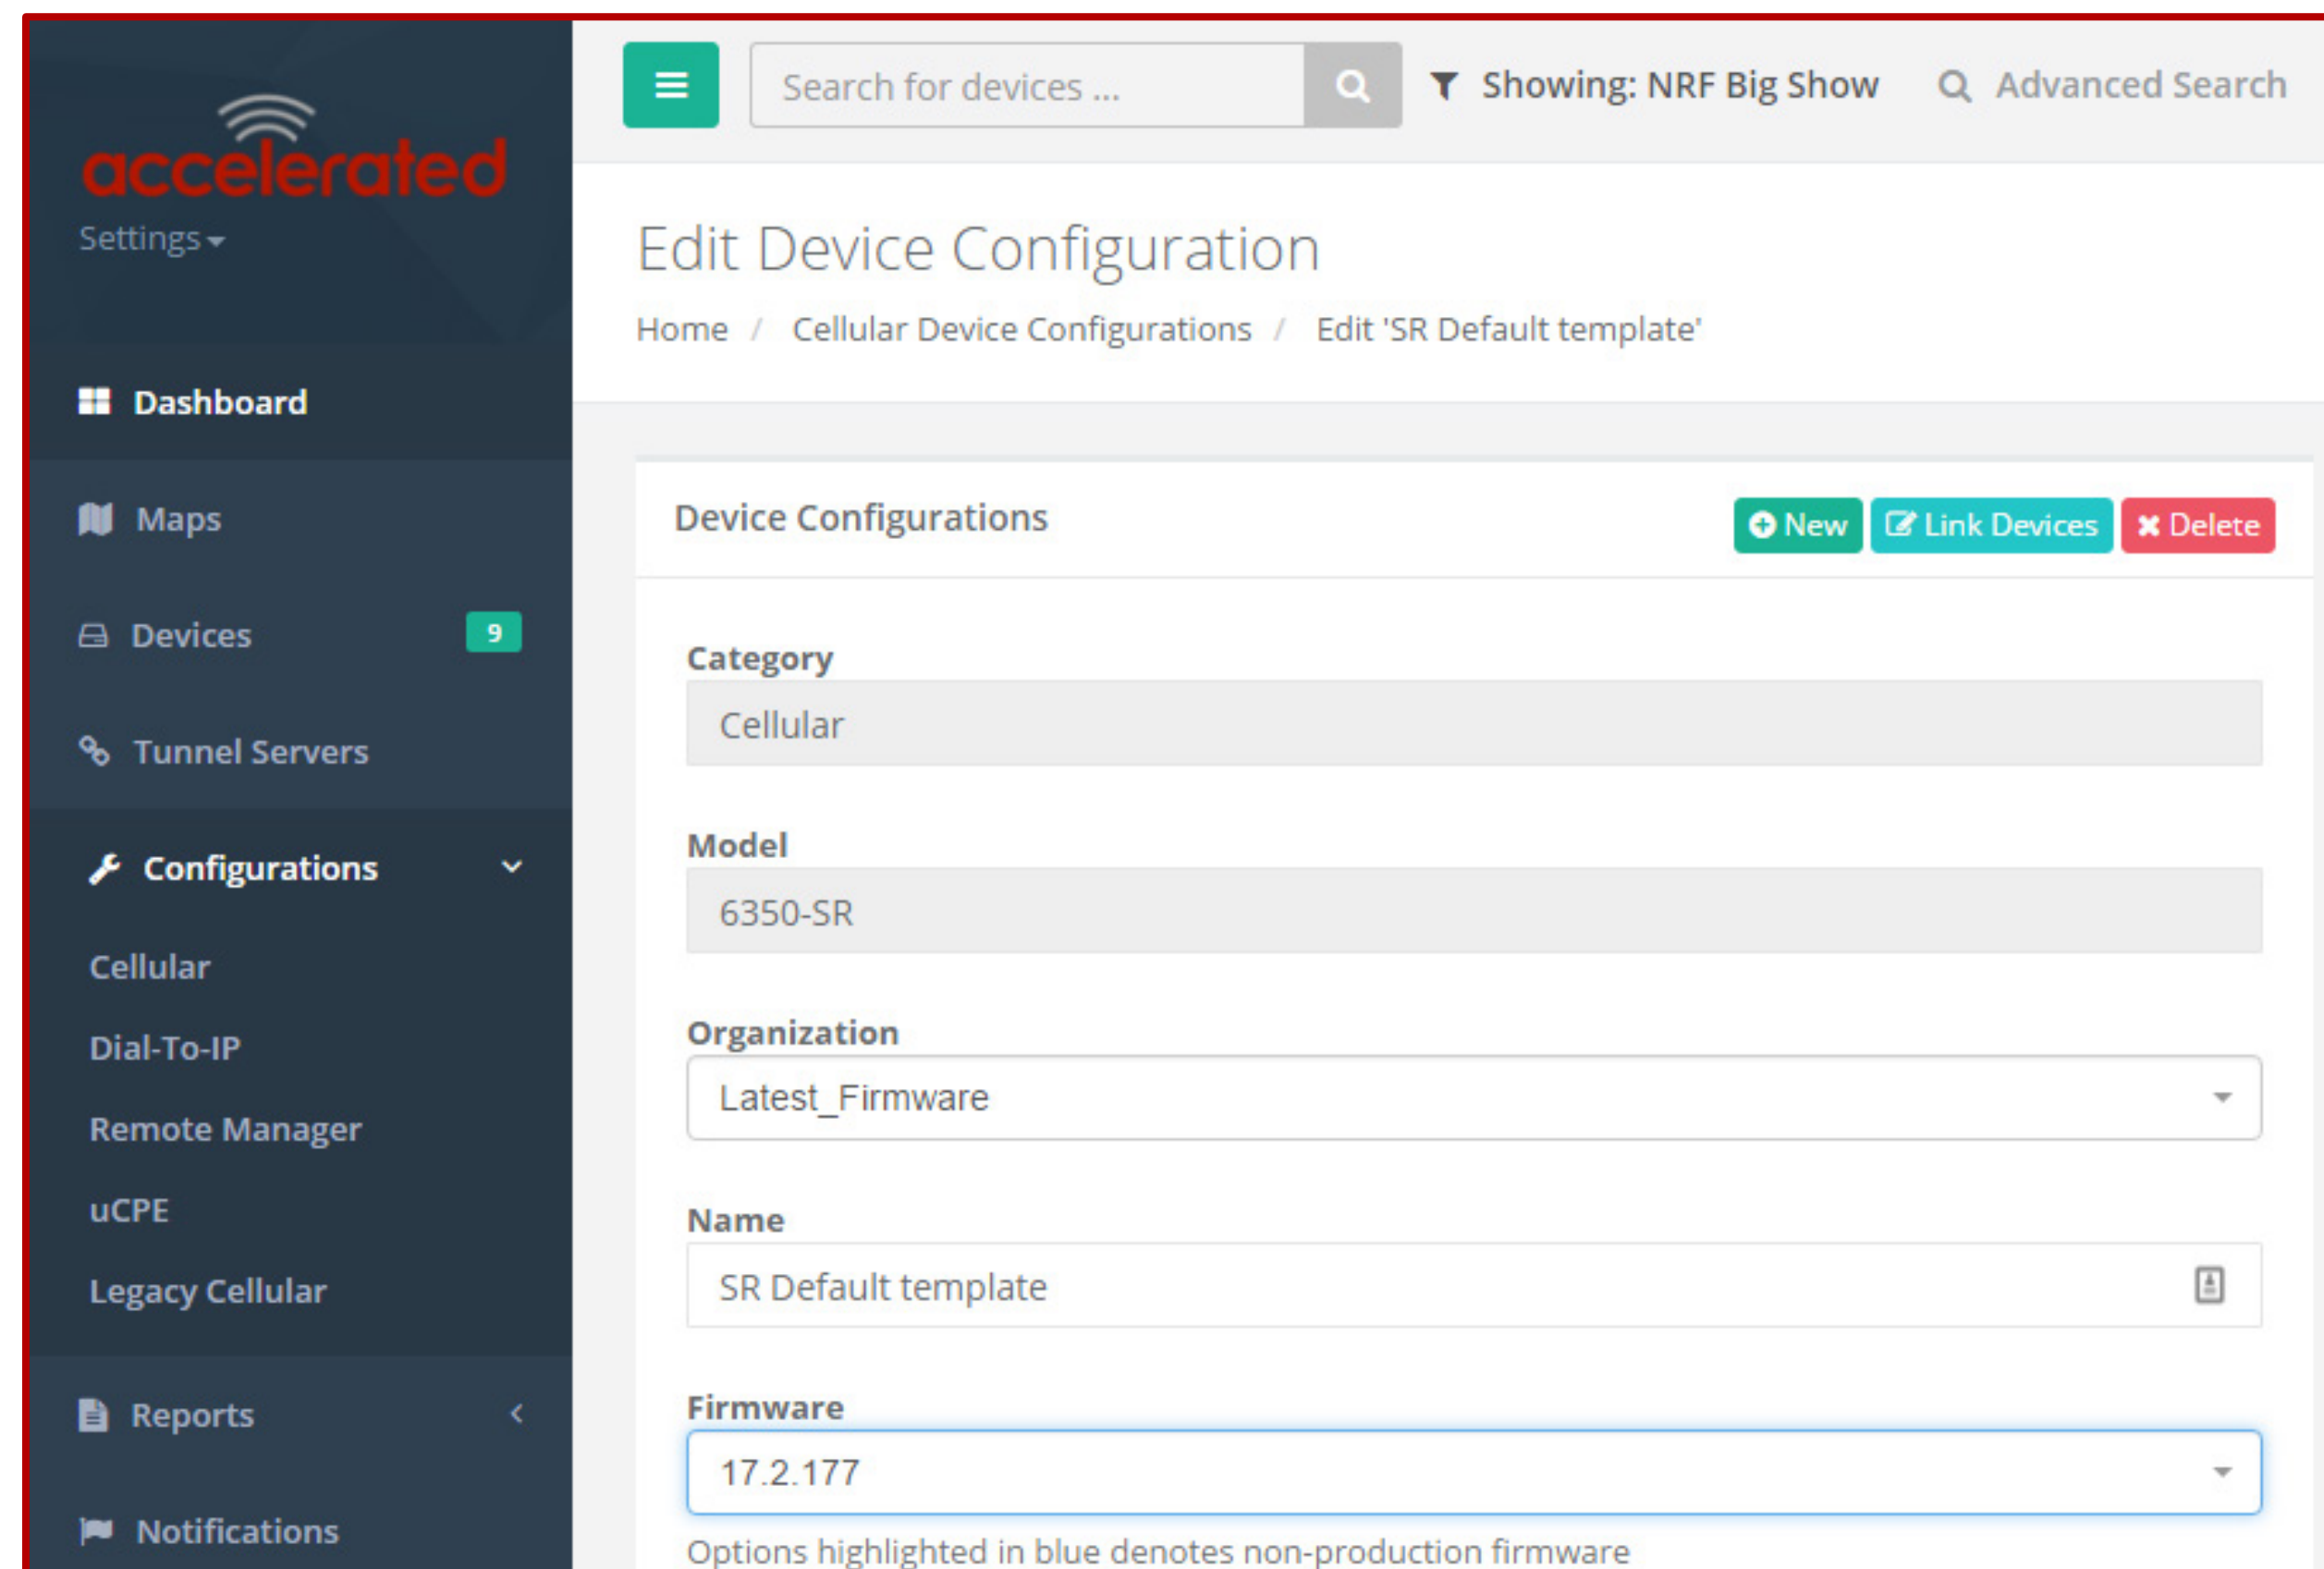 accelerated
Settings
Dashboard
Maps
Devices 9
Tunnel Servers
Configurations
Cellular
Dial-To-IP
Remote Manager
uCPE
Legacy Cellular
Reports
Notifications
Search for devices ... Showing: NRF Big Show Advanced Search
Edit Device Configuration
Home / Cellular Device Configurations / Edit 'SR Default template'
Device Configurations New Link Devices Delete
Category
Cellular
Model
6350-SR
Organization
Latest_Firmware
Name
SR Default template
Firmware
17.2.177
Options highlighted in blue denotes non-production firmware